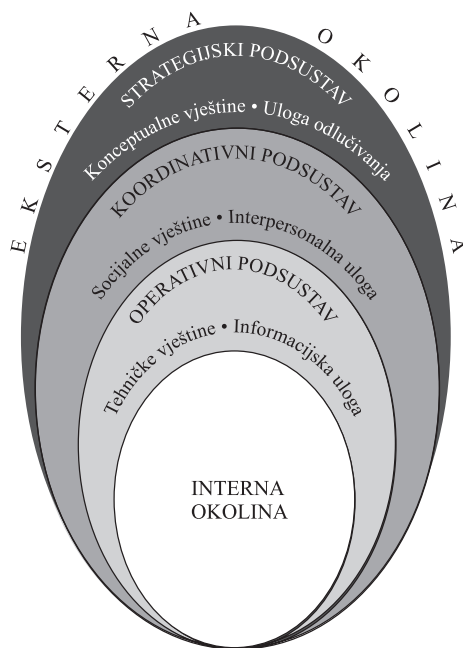 EKSTERNA OKOLINA
STRATEGIJSKI PODSUSTAV
Konceptualne vještine • Uloga odlučivanja
KOORDINATIVNI PODSUSTAV
Socijalne vještine • Interpersonalna uloga
OPERATIVNI PODSUSTAV
Tehničke vještine • Informacijska uloga
INTERNA
OKOLINA